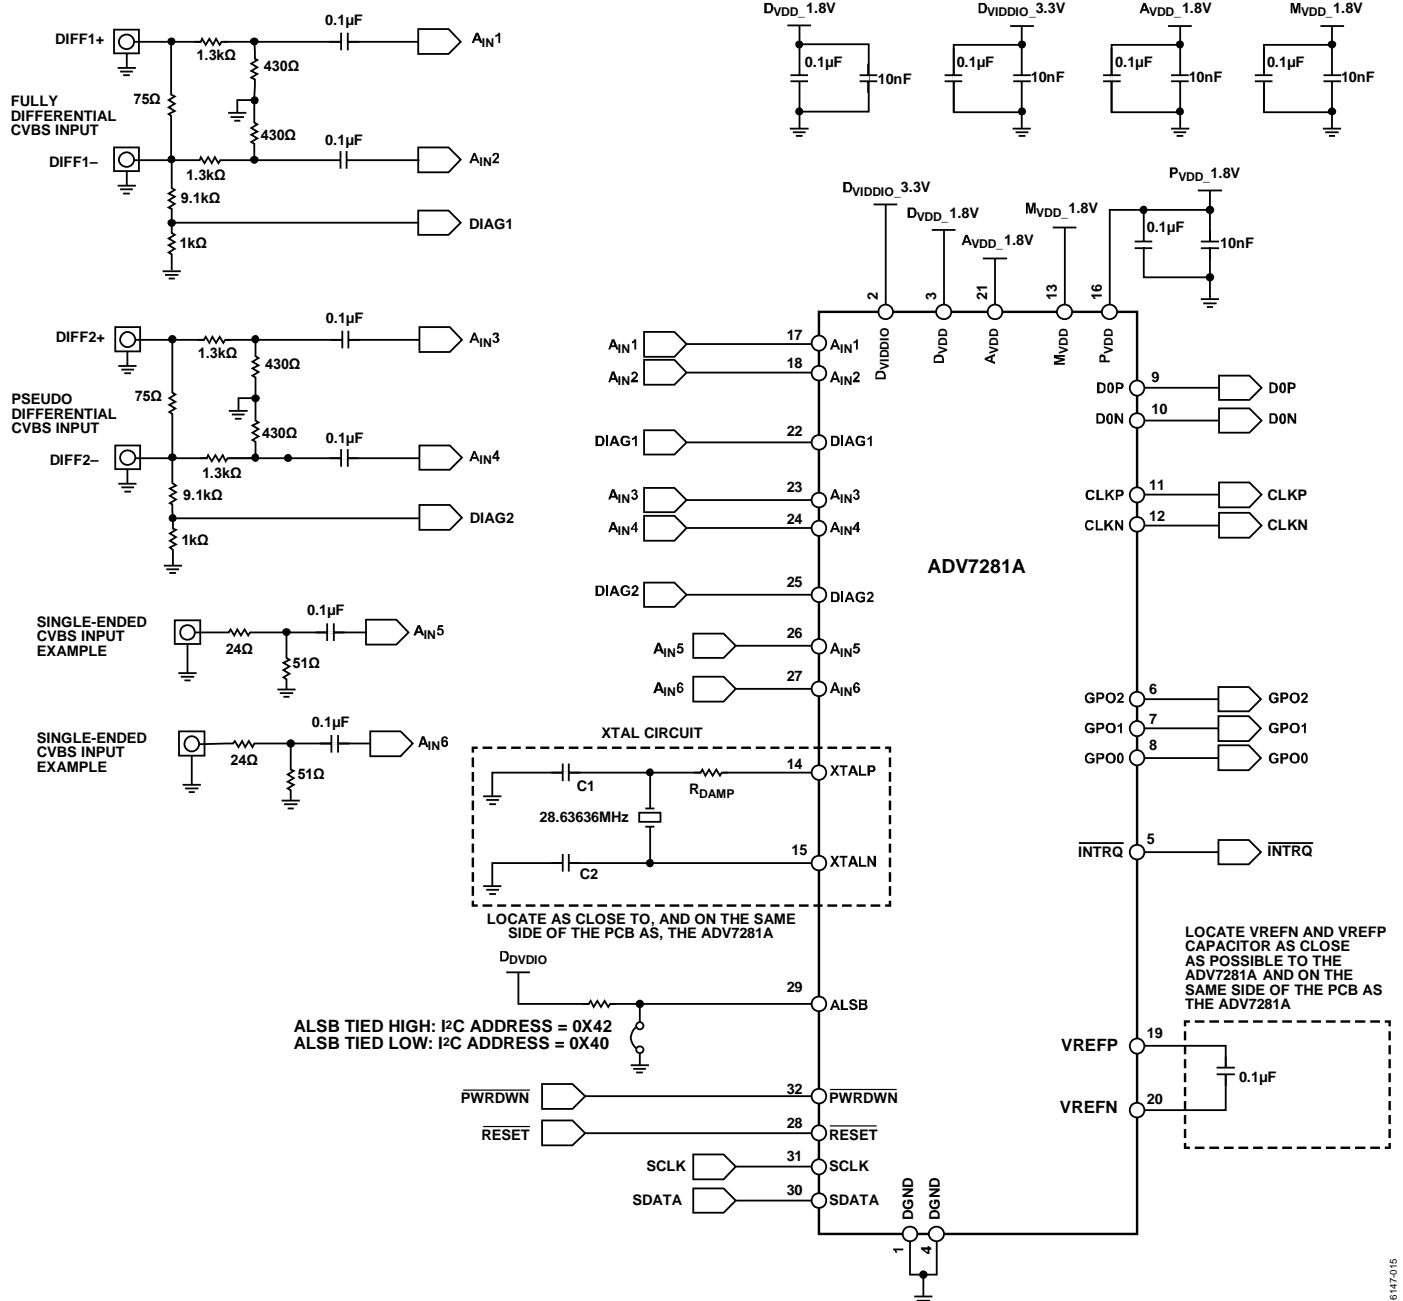 DVDD_1.8V
DVIDDIO_3.3V
AVDD_1.8V
MVDD_1.8V
0.1µF
10nF
0.1µF
10nF
0.1µF
10nF
0.1µF
10nF
DIFF1+
1.3kΩ
0.1µF
AIN1
430Ω
75Ω
FULLY
DIFFERENTIAL
CVBS INPUT
430Ω
0.1µF
DIFF1–
1.3kΩ
AIN2
9.1kΩ
DIAG1
1kΩ
DIFF2+
1.3kΩ
0.1µF
AIN3
430Ω
75Ω
PSEUDO
DIFFERENTIAL
CVBS INPUT
430Ω
0.1µF
DIFF2–
1.3kΩ
AIN4
9.1kΩ
DIAG2
1kΩ
SINGLE-ENDED
CVBS INPUT
EXAMPLE
24Ω
0.1µF
AIN5
51Ω
SINGLE-ENDED
CVBS INPUT
EXAMPLE
24Ω
0.1µF
AIN6
51Ω
DVIDDIO_3.3V
DVDD_1.8V
AVDD_1.8V
MVDD_1.8V
PVDD_1.8V
0.1µF
10nF
2
3
21
13
16
DVIDDIO
DVDD
AVDD
MVDD
PVDD
AIN1
17
AIN1
AIN2
18
AIN2
DIAG1
22
DIAG1
AIN3
23
AIN3
AIN4
24
AIN4
DIAG2
25
DIAG2
AIN5
26
AIN5
AIN6
27
AIN6
ADV7281A
D0P
9
D0P
D0N
10
D0N
CLKP
11
CLKP
CLKN
12
CLKN
GPO2
6
GPO2
GPO1
7
GPO1
GPO0
8
GPO0
INTRQ
5
INTRQ
XTAL CIRCUIT
C1
RDAMP
14
XTALP
28.63636MHz
C2
15
XTALN
LOCATE AS CLOSE TO, AND ON THE SAME
SIDE OF THE PCB AS, THE ADV7281A
DDVDIO
29
ALSB
ALSB TIED HIGH: I2C ADDRESS = 0X42
ALSB TIED LOW: I2C ADDRESS = 0X40
LOCATE VREFN AND VREFP
CAPACITOR AS CLOSE
AS POSSIBLE TO THE
ADV7281A AND ON THE
SAME SIDE OF THE PCB AS
THE ADV7281A
VREFP
19
0.1µF
VREFN
20
PWRDWN
32
PWRDWN
RESET
28
RESET
SCLK
31
SCLK
SDATA
30
SDATA
DGND
DGND
1
4
6147-015